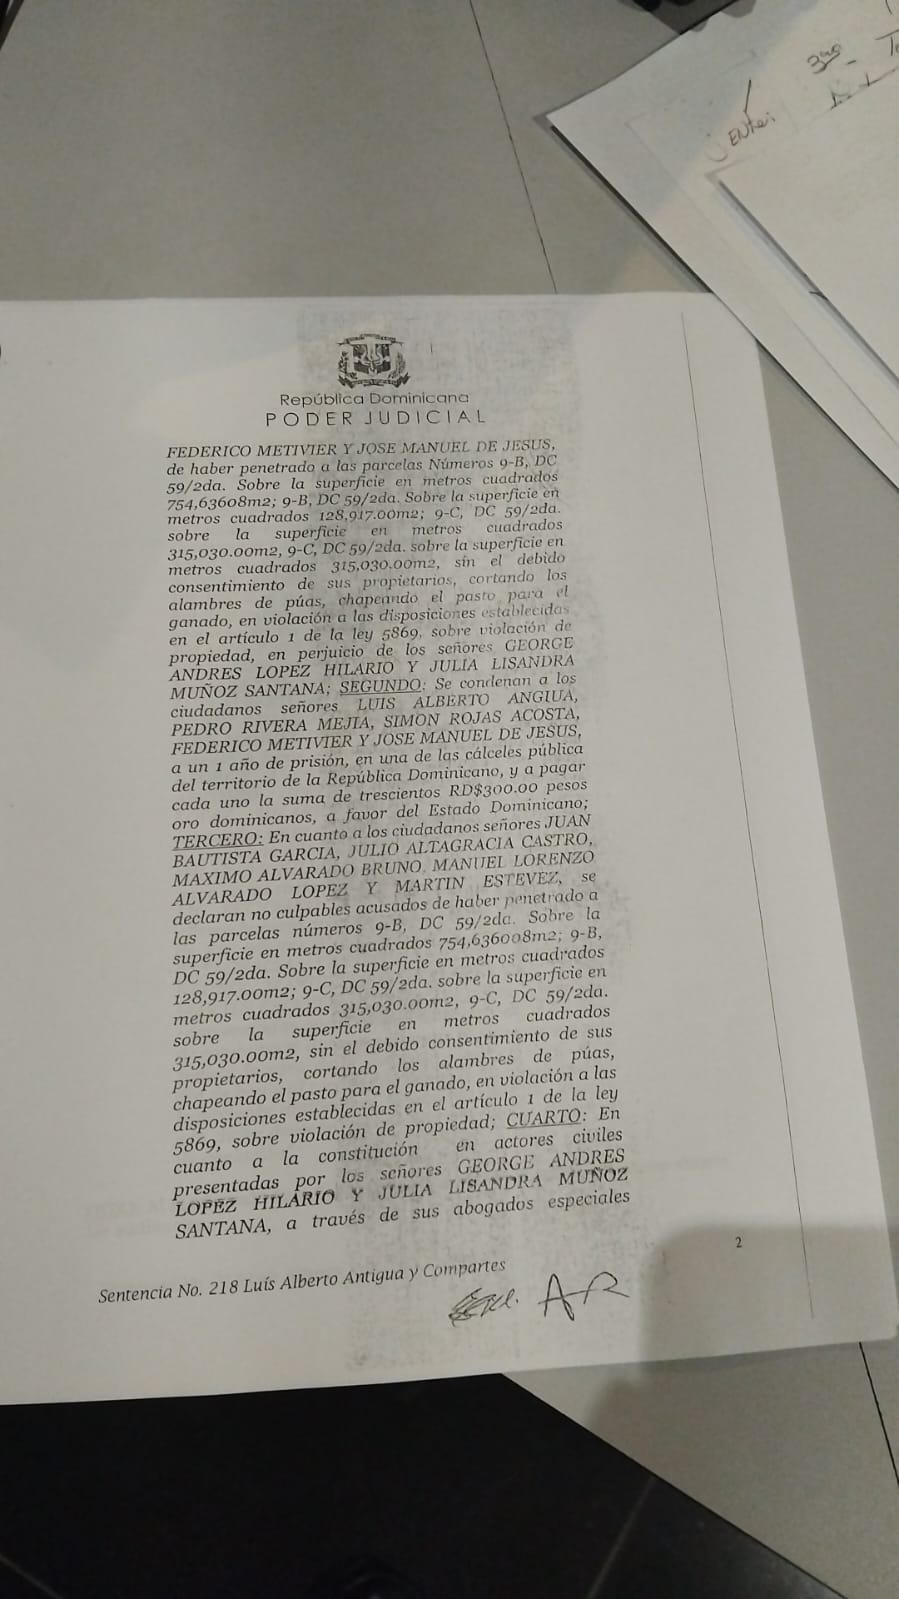 3ro -
ENke:
República Dominicana
PODER JUDICIAL
FEDERICO METIVIER Y JOSE MANUEL DE JESUS,
de haber penetrado a las parcelas Números 9-B, DC
59/2da. Sobre la superficie en metros cuadrados
754,63608m2; 9-B, DC 59/2da. Sobre la superficie en
metros cuadrados 128,917.00m2; 9-C, DC 59/2da.
sobre la superficie en metros cuadrados
315,030.00m2, 9-C, DC 59/2da. sobre la superficie en
metros cuadrados 315,030.00m2, sin el debido
consentimiento de sus propietarios, cortando los
alambres de púas, chapeando el pasto para el
ganado, en violación a las disposiciones establecidas
en el artículo 1 de la ley 5869, sobre violación de
propiedad, en perjuicio de los señores GEORGE
ANDRES LOPEZ HILARIO Y JULIA LISANDRA
MUÑOZ SANTANA; SEGUNDO: Se condenan a los
ciudadanos señores LUIS ALBERTO ANGIUA,
PEDRO RIVERA MEJIA, SIMON ROJAS ACOSTA,
FEDERICO METIVIER Y JOSE MANUEL DE JESUS,
a un 1 año de prisión, en una de las cálceles pública
del territorio de la República Dominicano, y a pagar
cada uno la suma de trescientos RD$300.00 pesos
oro dominicanos, a favor del Estado Dominicano;
TERCERO: En cuanto a los ciudadanos señores JUAN
BAUTISTA GARCIA, JULIO ALTAGRACIA CASTRO,
MAXIMO ALVARADO BRUNO, MANUEL LORENZO
ALVARADO LOPEZ Y MARTIN ESTEVEZ, se
declaran no culpables acusados de haber penetrado a
las parcelas números 9-B, DC 59/2da. Sobre la
superficie en metros cuadrados 754,636008m2; 9-B,
DC 59/2da. Sobre la superficie en metros cuadrados
128,917.00m2; 9-C, DC 59/2da. sobre la superficie en
metros cuadrados 315,030.00m2, 9-C, DC 59/2da.
sobre la superficie en metros cuadrados
315,030.00m2, sin el debido consentimiento de sus
propietarios, cortando los alambres de púas,
chapeando el pasto para el ganado, en violación a las
disposiciones establecidas en el artículo 1 de la ley
5869, sobre violación de propiedad; CUARTO: En
cuanto a la constitución en actores civiles
presentadas por los señores GEORGE ANDRES
LOPEZ HILARIO Y JULIA LISANDRA MUÑOZ
SANTANA, a través de sus abogados especiales
2
Sentencia No. 218 Luís Alberto Antigua y Compartes
AR